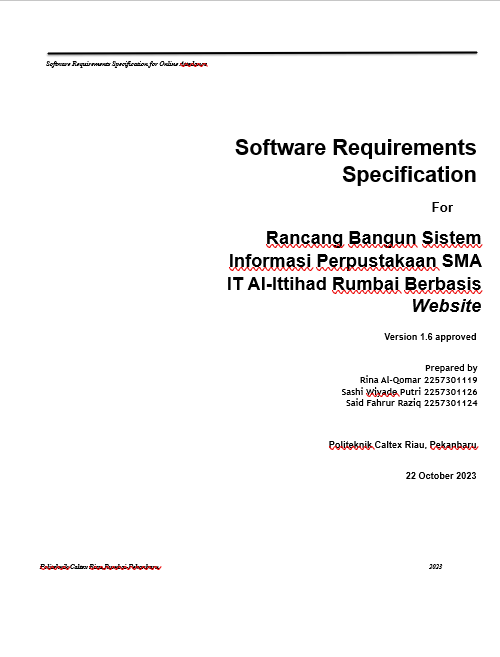 Software Requirements Specification for Online Atendance
Software Requirements
Specification
For
Rancang Bangun Sistem
Informasi Perpustakaan SMA
IT Al-Ittihad Rumbai Berbasis
Website
Version 1.6 approved
Prepared by
Rina Al-Qomar 2257301119
Sashi Wiyade Putri 2257301126
Said Fahrur Raziq 2257301124
Politeknik Caltex Riau, Pekanbaru
22 October 2023
Politeknik Caltex Riau, Rumbai-Pekanbaru
2023